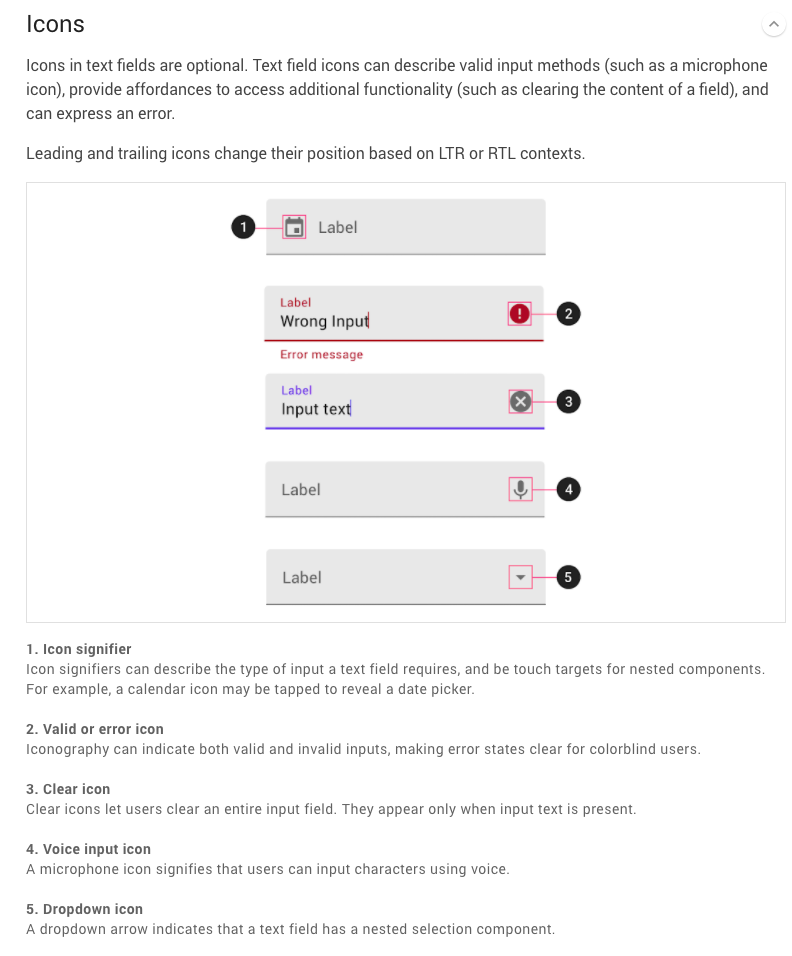 Icons
Icons in text fields are optional. Text field icons can describe valid input methods (such as a microphone
icon), provide affordances to access additional functionality (such as clearing the content of a field), and
can express an error.
Leading and trailing icons change their position based on LTR or RTL contexts.
1
Label
Label
Wrong Input
2
Error message
Label
Input text
3
Label
4
Label
5
1. Icon signifier
Icon signifiers can describe the type of input a text field requires, and be touch targets for nested components.
For example, a calendar icon may be tapped to reveal a date picker.
2. Valid or error icon
Iconography can indicate both valid and invalid inputs, making error states clear for colorblind users.
3. Clear icon
Clear icons let users clear an entire input field. They appear only when input text is present.
4. Voice input icon
A microphone icon signifies that users can input characters using voice.
5. Dropdown icon
A dropdown arrow indicates that a text field has a nested selection component.